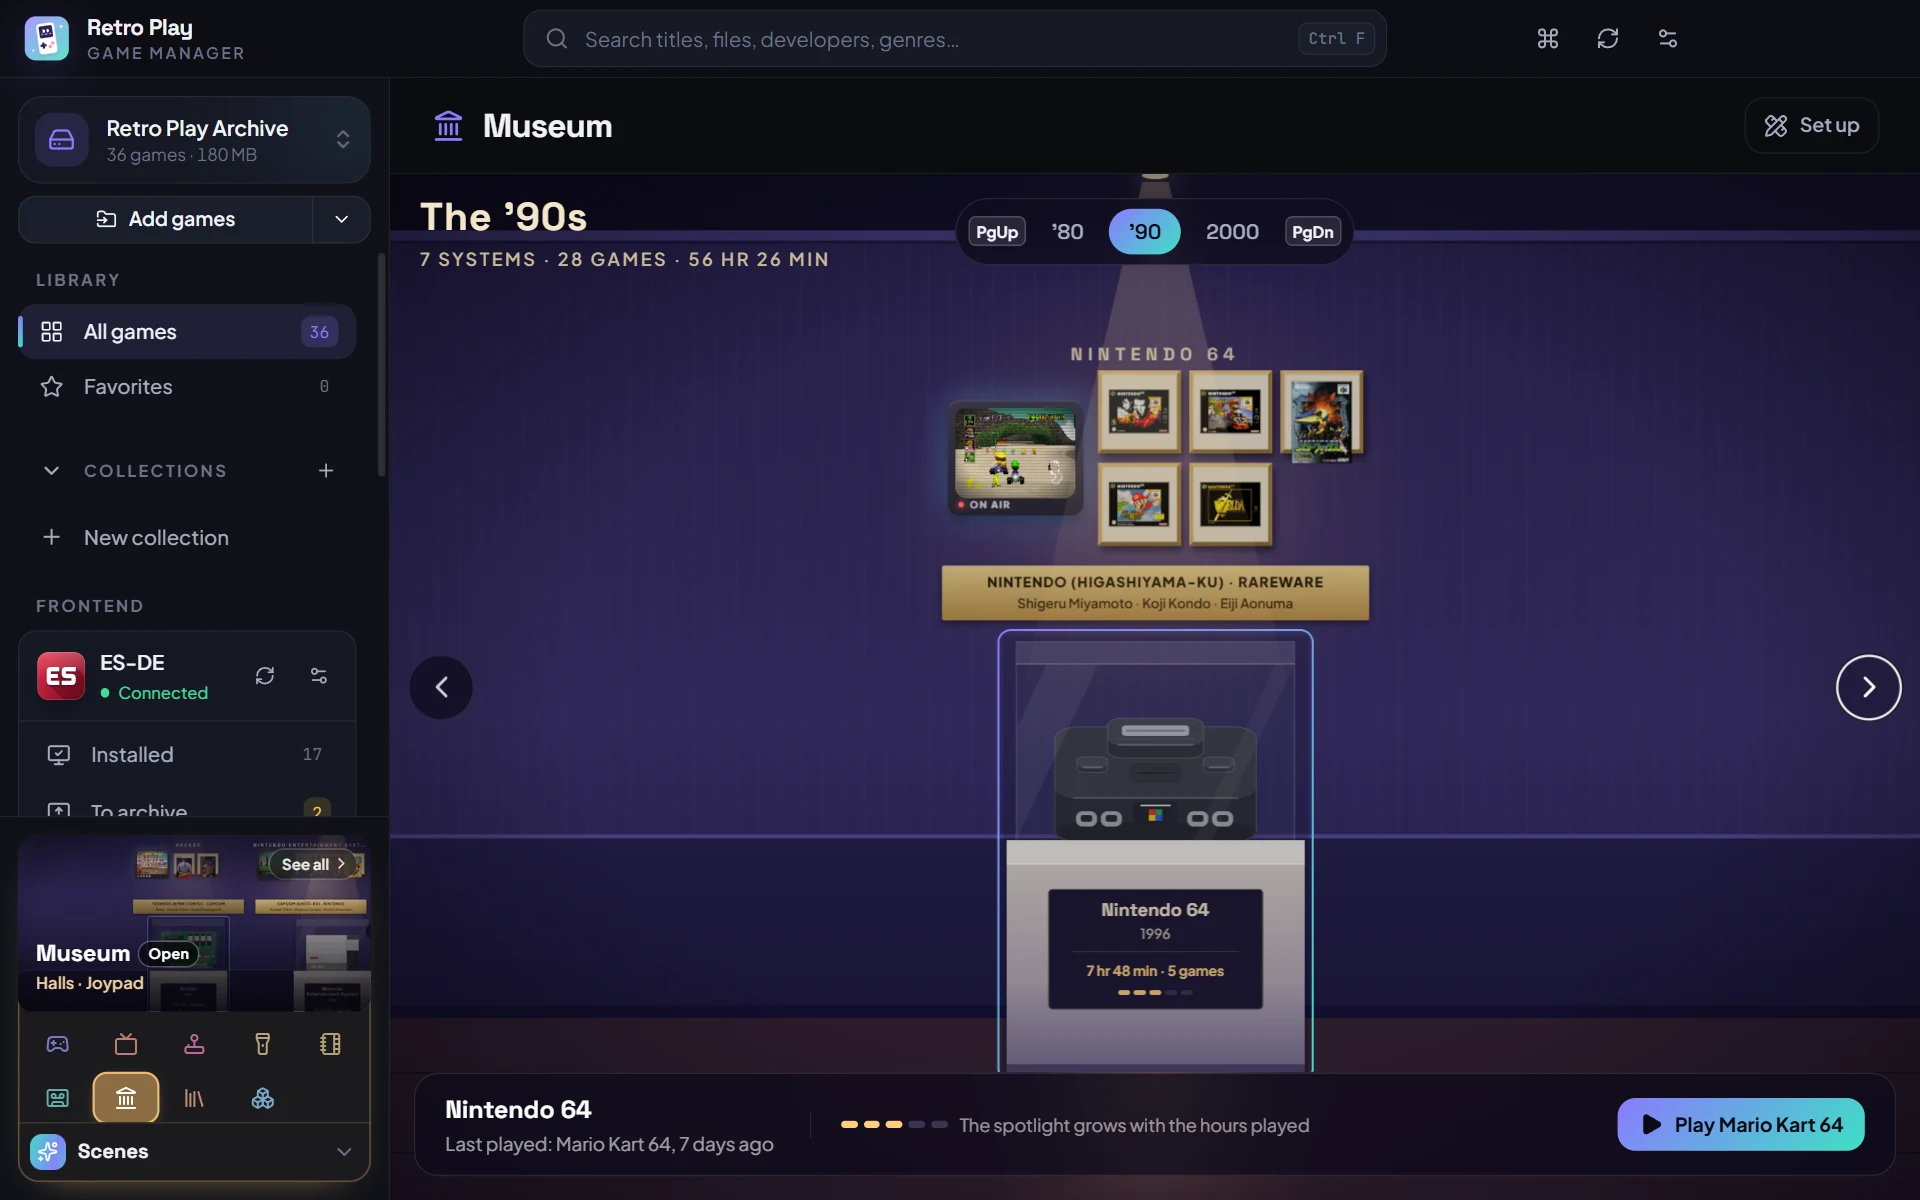 Retro Play
GAME MANAGER
Search titles, files, developers, genres...
Ctrl F
Retro Play Archive
36 games · 180 MB
Add games
LIBRARY
All games
36
Favorites
0
COLLECTIONS
New collection
FRONTEND
ES
ES-DE
Connected
Installed
17
To archive
2
ARCADE
See all
Museum
Open
Halls · Joypad
Scenes
Museum
Set up
The ’90s
7 SYSTEMS · 28 GAMES · 56 HR 26 MIN
PgUp
’80
’90
2000
PgDn
NINTENDO 64
ON AIR
ZELDA
NINTENDO (HIGASHIYAMA-KU) · RAREWARE
Shigeru Miyamoto · Koji Kondo · Eiji Aonuma
Nintendo 64
1996
7 hr 48 min · 5 games
Nintendo 64
Last played: Mario Kart 64, 7 days ago
The spotlight grows with the hours played
Play Mario Kart 64